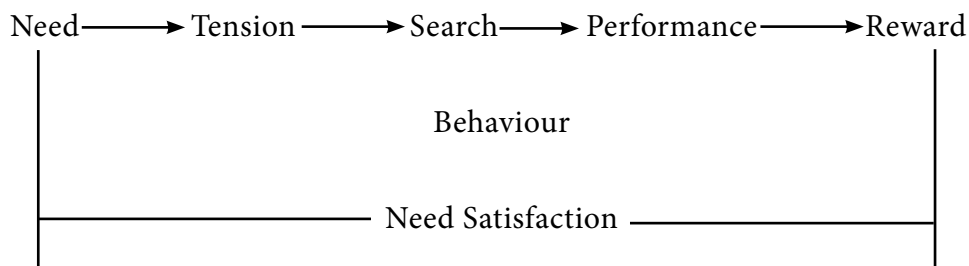 Need Tension Search Performance Reward
Behaviour
Need Satisfaction